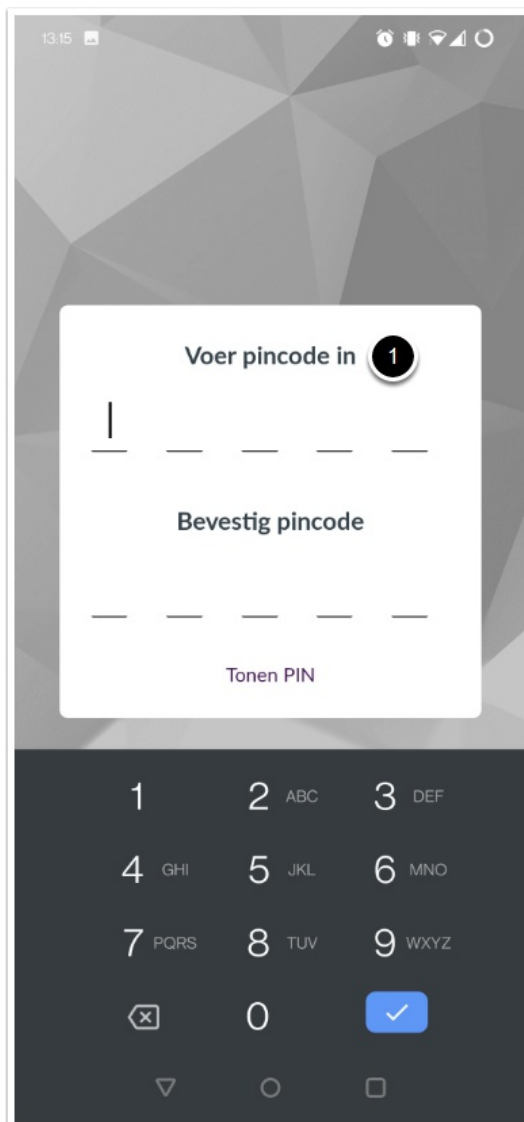 13:15
Voer pincode in 1
Bevestig pincode
Tonen PIN
1 2 ABC 3 DEF
4 GHI 5 JKL 6 MNO
7 PQRS 8 TUV 9 WXYZ
0